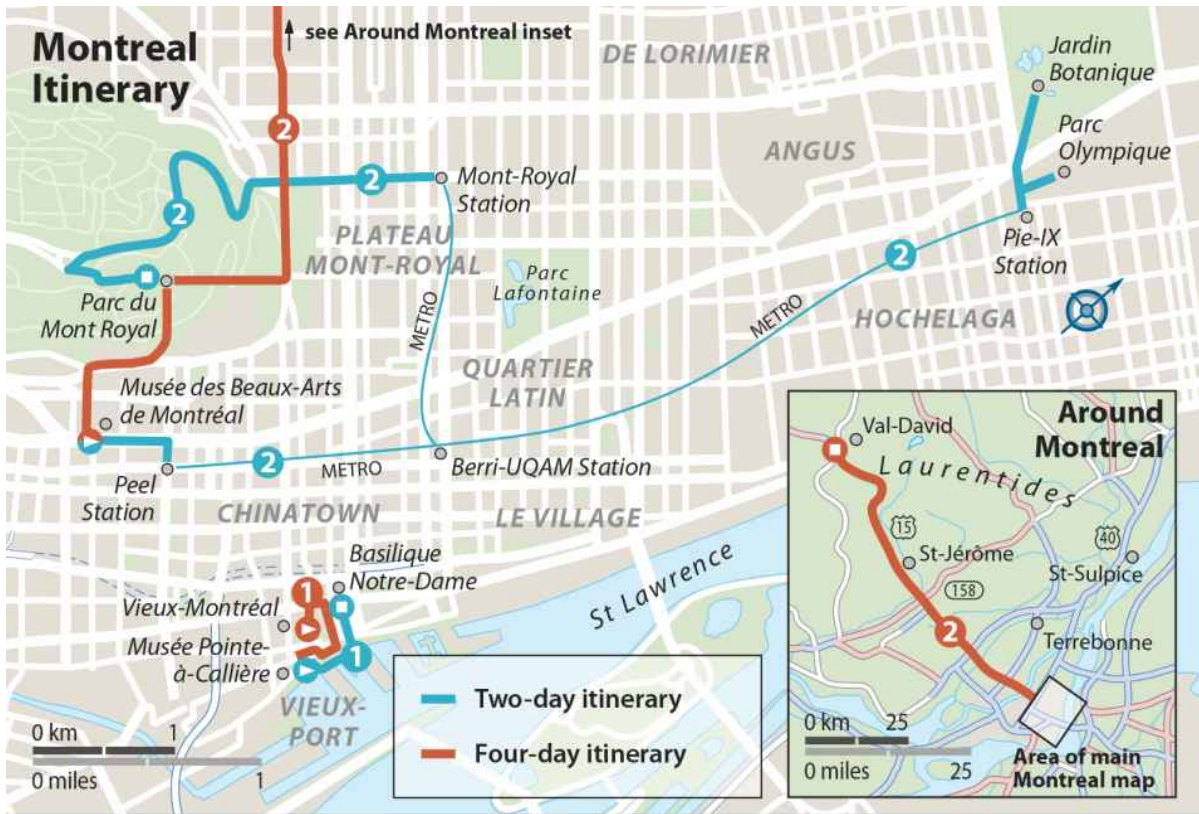 Montreal
Itinerary
see Around Montreal inset
DE LORIMIER
Jardin
Botanique
2
ANGUS
Parc
Olympique
2
Mont-Royal
Station
2
PLATEAU
MONT-ROYAL
Pie-IX
Station
2
Parc
Lafontaine
Parc du
Mont Royal
METRO
METRO
HOCHELAGA
Musée des Beaux-Arts
de Montréal
QUARTIER
LATIN
2
METRO
Berri-UQAM Station
Peel
Station
CHINATOWN
LE VILLAGE
Basilique
Notre-Dame
1
Vieux-Montréal
Musée Pointe-
à-Callière
1
VIEUX-
PORT
St Lawrence
0 km 1
0 miles 1
Two-day itinerary
Four-day itinerary
Around
Montreal
Val-David
Laurentides
15
40
St-Jérôme
St-Sulpice
158
2
Terrebonne
0 km 25
0 miles 25
Area of main
Montreal map